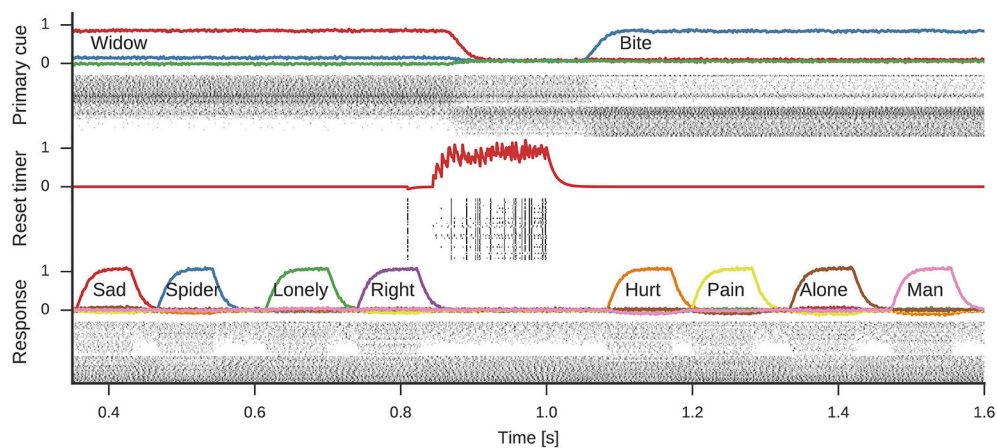 Primary cue
1
0
Widow
Bite
Reset timer
1
0
Response
1
0
Sad
Spider
Lonely
Right
Hurt
Pain
Alone
Man
0.4
0.6
0.8
1.0
1.2
1.4
1.6
Time [s]